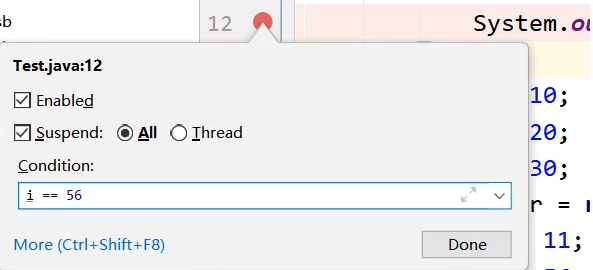 sb
12
System.ou
Test.java:12
Enabled
Suspend: All Thread
Condition:
i == 56
More (Ctrl+Shift+F8)
Done
10;
20;
30;
r = n
11;